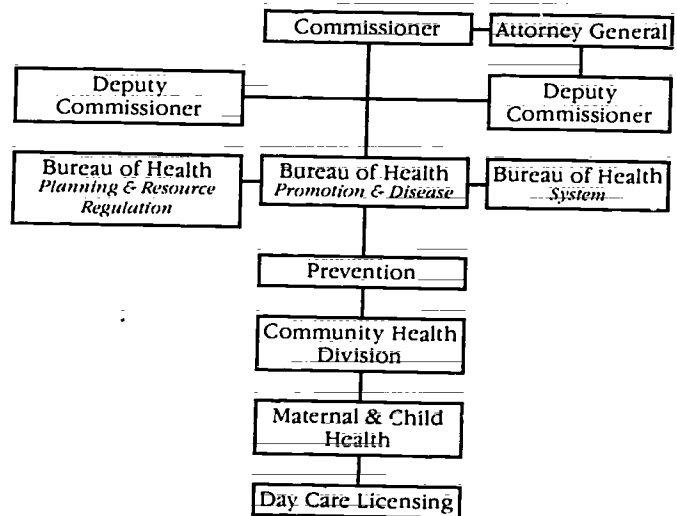 Commissioner
Attorney General
Deputy
Commissioner
Deputy
Commissioner
Bureau of Health
Planning & Resource
Regulation
Bureau of Health
Promotion & Disease
Bureau of Health
System
Prevention
Community Health
Division
Maternal & Child
Health
Day Care Licensing